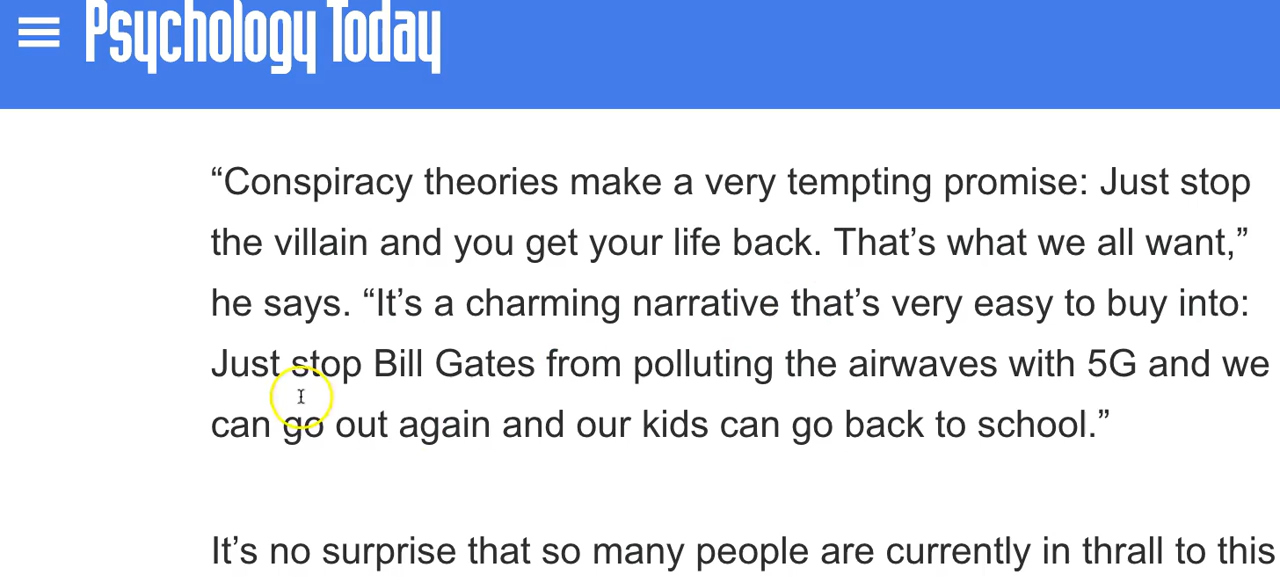 Psychology Today
“Conspiracy theories make a very tempting promise: Just stop
the villain and you get your life back. That’s what we all want,”
he says. “It’s a charming narrative that’s very easy to buy into:
Just stop Bill Gates from polluting the airwaves with 5G and we
can go out again and our kids can go back to school.”
It’s no surprise that so many people are currently in thrall to this